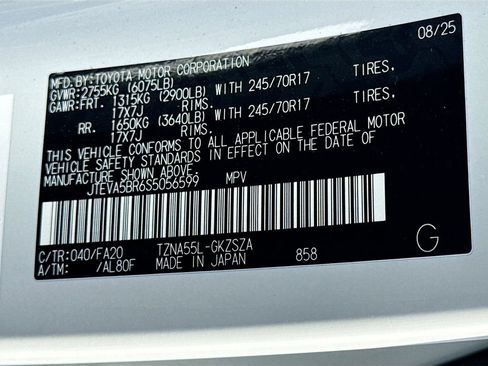 08/25
MFD.BY:TOYOTA MOTOR CORPORATION
GVWR:2755KG (6075LB)
GAWR:FRT. 1315KG (2900LB) WITH 245/70R17 TIRES,
17X7J RIMS.
RR. 1650KG (3640LB) WITH 245/70R17 TIRES,
17X7J RIMS.
THIS VEHICLE CONFORMS TO ALL APPLICABLE FEDERAL MOTOR
VEHICLE SAFETY STANDARDS IN EFFECT ON THE DATE OF
MANUFACTURE SHOWN ABOVE.
JTEVA5BR6S5056599 MPV
C/TR:040/FA20 TZNA55L-GKZSZA
A/TM: /AL80F MADE IN JAPAN 858
G